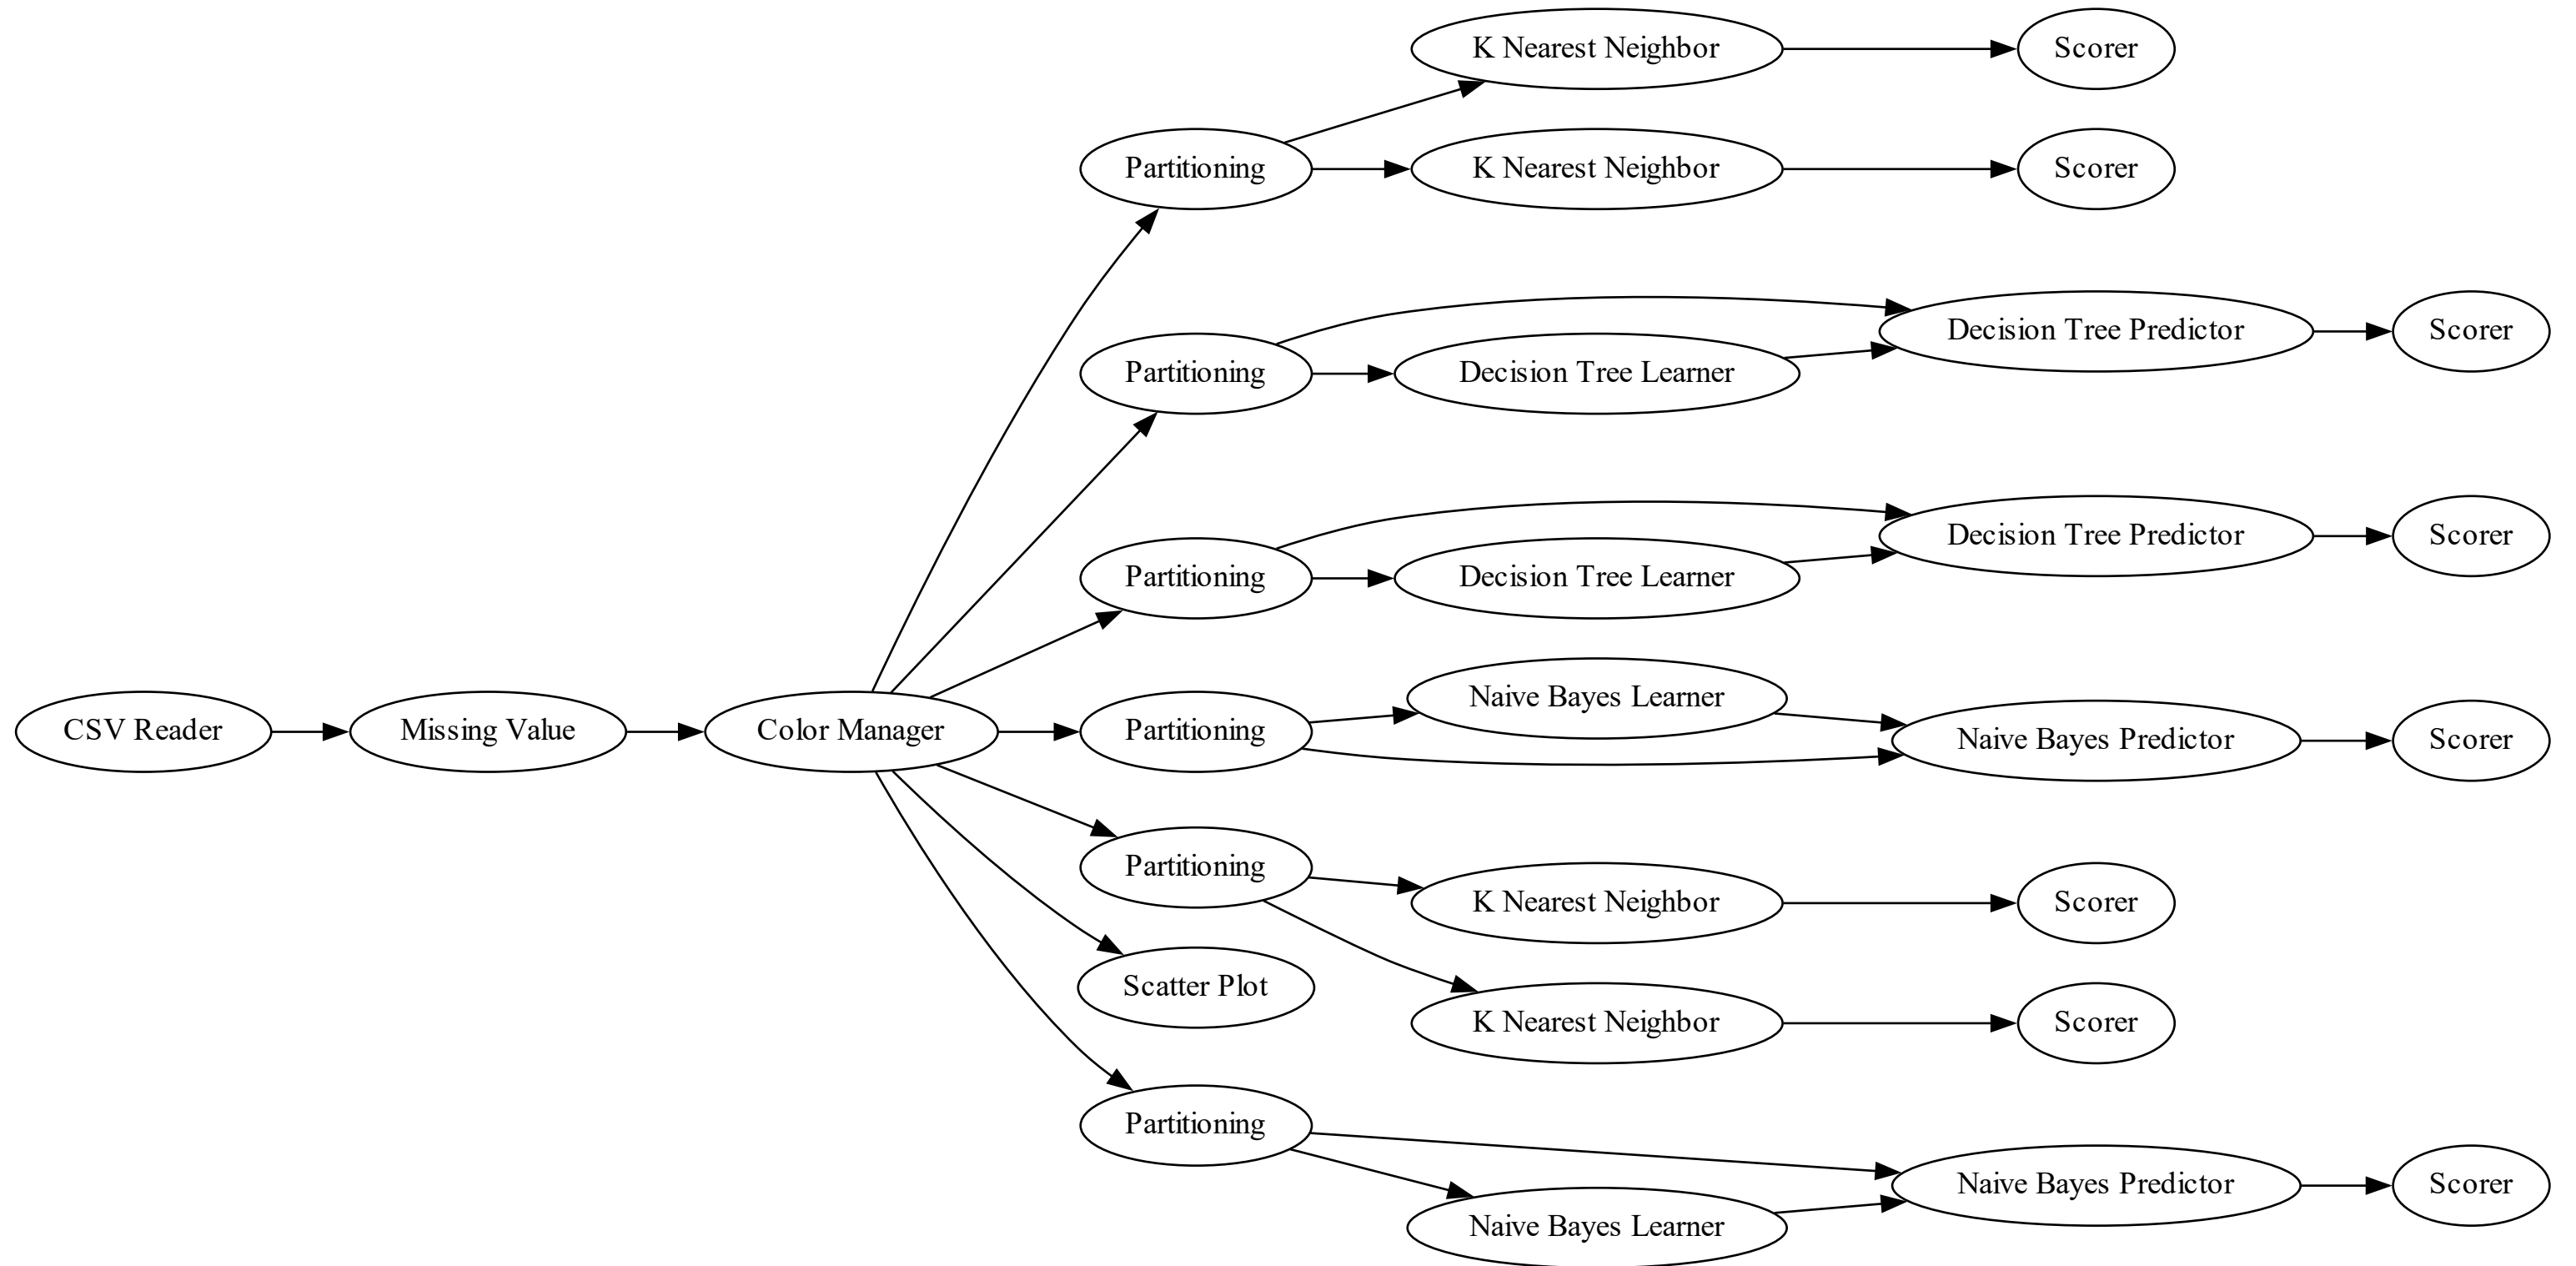 CSV Reader
Missing Value
Color Manager
Partitioning
K Nearest Neighbor
Scorer
K Nearest Neighbor
Scorer
Partitioning
Decision Tree Learner
Decision Tree Predictor
Scorer
Partitioning
Decision Tree Learner
Decision Tree Predictor
Scorer
Partitioning
Naive Bayes Learner
Naive Bayes Predictor
Scorer
Partitioning
K Nearest Neighbor
Scorer
K Nearest Neighbor
Scorer
Scatter Plot
Partitioning
Naive Bayes Learner
Naive Bayes Predictor
Scorer